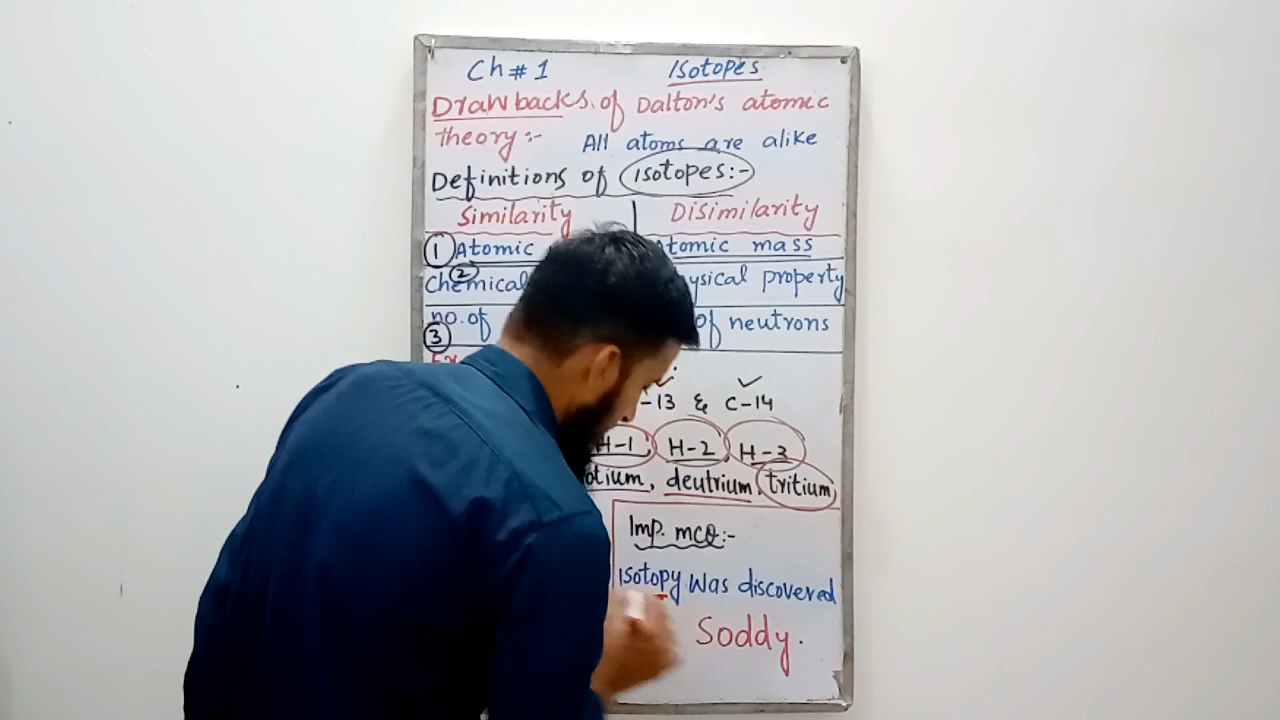 Ch # 1 Isotopes
Drawbacks of Dalton's atomic
theory:- All atoms are alike
Definitions of isotopes:-
Similarity Disimilarity
1 Atomic mass
2
Chemical property
no. of of neutrons
3
-13 & C-14
H-1, H-2, H-3
deutrium, tritium
Imp. mcQ:-
Isotopy was discovered
Soddy.